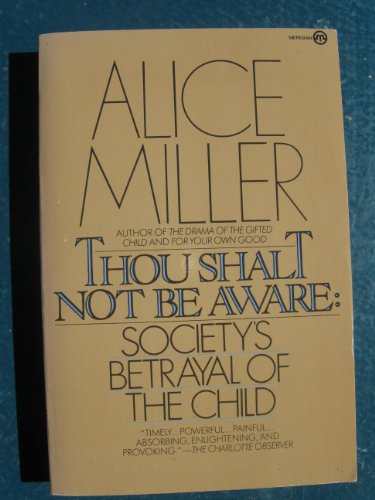 MERIDIAN
ALICE
MILLER
AUTHOR OF THE DRAMA OF THE GIFTED
CHILD AND FOR YOUR OWN GOOD
THOU SHALT
NOT BE AWARE:
SOCIETY'S
BETRAYAL OF
THE CHILD
"TIMELY...POWERFUL...PAINFUL...
ABSORBING, ENLIGHTENING, AND
PROVOKING."—THE CHARLOTTE OBSERVER